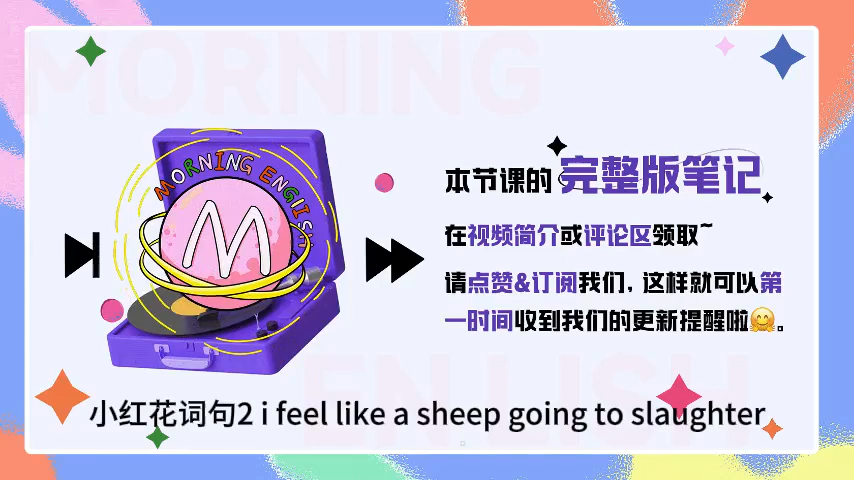 MORNING
MORNING ENGLISH
M
本节课的 完整版笔记
在视频简介或评论区领取~
请点赞&订阅我们, 这样就可以第
一时间收到我们的更新提醒啦🤗。
ENGLISH
小红花词句2 i feel like a sheep going to slaughter